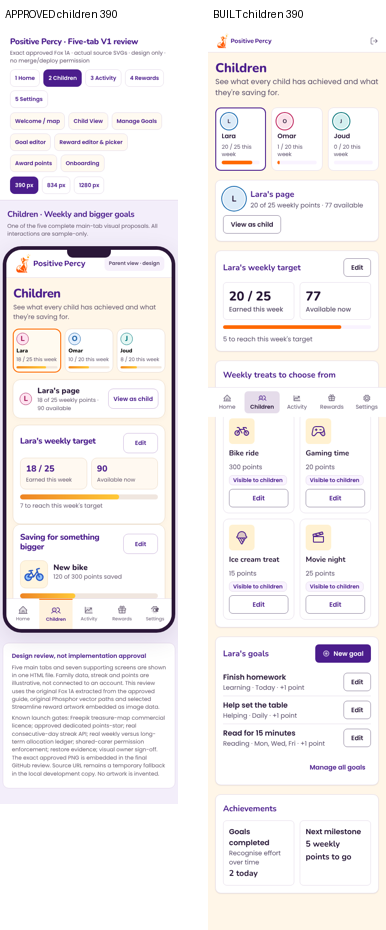 APPROVED children 390
Positive Percy · Five-tab V1 review
Exact approved Fox IA · actual source SVGs · design only · no merge/deploy permission
1 Home
2 Children
3 Activity
4 Rewards
5 Settings
Welcome / map
Child View
Manage Goals
Goal editor
Reward editor & picker
Award points
Onboarding
390 px
834 px
1280 px
Children · Weekly and bigger goals
One of the five complete main-tab visual proposals. All interactions are sample-only.
Positive Percy
Parent view · design
Children
See what every child has achieved and what they're saving for.
L
Lara
18 / 25 this week
O
Omar
10 / 20 this week
J
Joud
8 / 20 this week
L
Lara's page
18 of 25 weekly points · 90 available
View as child
Lara's weekly target
Edit
18 / 25
Earned this week
90
Available now
7 to reach this week's target
Saving for something bigger
Edit
New bike
120 of 300 points saved
Home
Children
Activity
Rewards
Settings
Design review, not implementation approval
Five main tabs and seven supporting screens are shown in one HTML file. Family data, streak and points are illustrative, not connected to an account. This review uses the original Fox IA extracted from the approved guide, original Phosphor vector paths and selected Streamline reward artwork embedded as image data.
Known launch gates: Freepik treasure-map commercial licence; approved dedicated points-star; real consecutive-day streak API; real weekly versus long-term allocation ledger; shared-carer permission enforcement; restore evidence; visual owner sign-off. The exact approved PNG is embedded in the final GitHub review. Source URL remains a temporary fallback in the local development copy. No artwork is invented.
BUILT children 390
Positive Percy
Children
See what every child has achieved and what they're saving for.
L
Lara
20 / 25 this week
O
Omar
1 / 20 this week
J
Joud
0 / 20 this week
L
Lara's page
20 of 25 weekly points · 77 available
View as child
Lara's weekly target
Edit
20 / 25
Earned this week
77
Available now
5 to reach this week's target
Weekly treats to choose from
Home
Children
Activity
Rewards
Settings
Bike ride
300 points
Visible to children
Edit
Gaming time
20 points
Visible to children
Edit
Ice cream treat
15 points
Visible to children
Edit
Movie night
25 points
Visible to children
Edit
Lara's goals
New goal
Finish homework
Learning · Today · +1 point
Edit
Help set the table
Helping · Daily · +1 point
Edit
Read for 15 minutes
Reading · Mon, Wed, Fri · +1 point
Edit
Manage all goals
Achievements
Goals completed
Recognise effort over time
2 today
Next milestone
5 weekly points to go